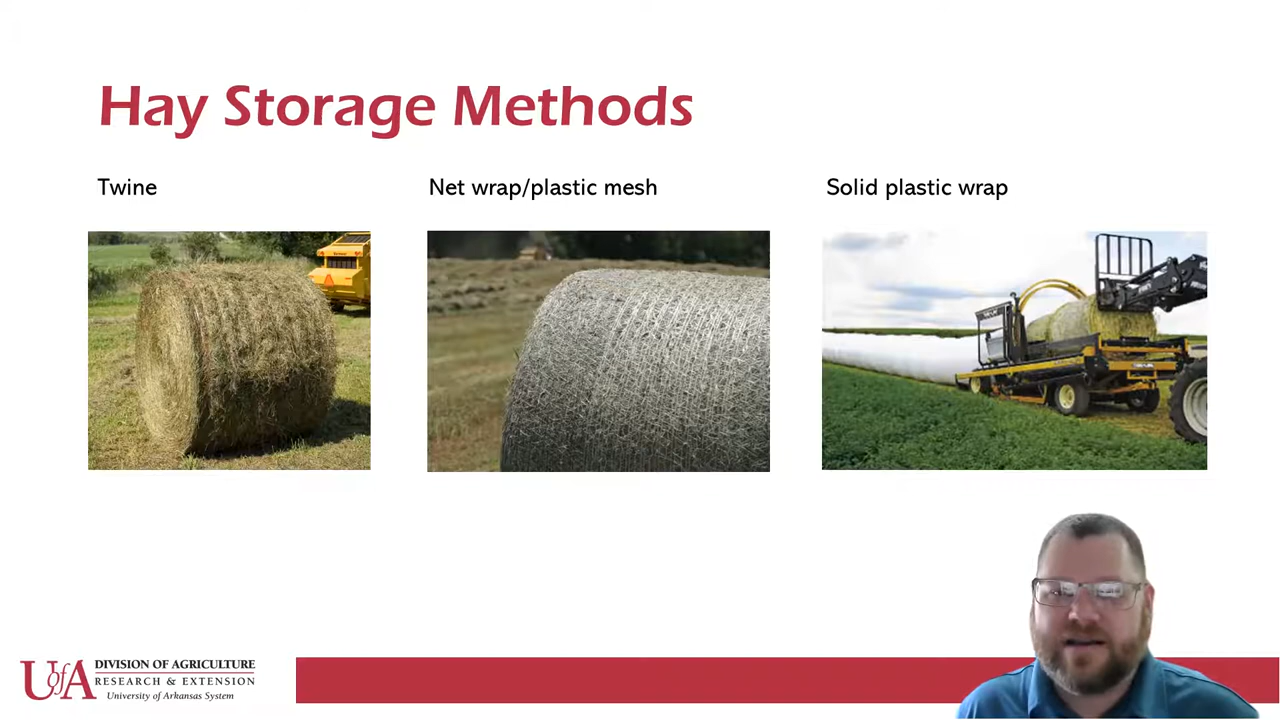 Hay Storage Methods
Twine
Net wrap/plastic mesh
Solid plastic wrap
UofA
DIVISION OF AGRICULTURE
RESEARCH & EXTENSION
University of Arkansas System